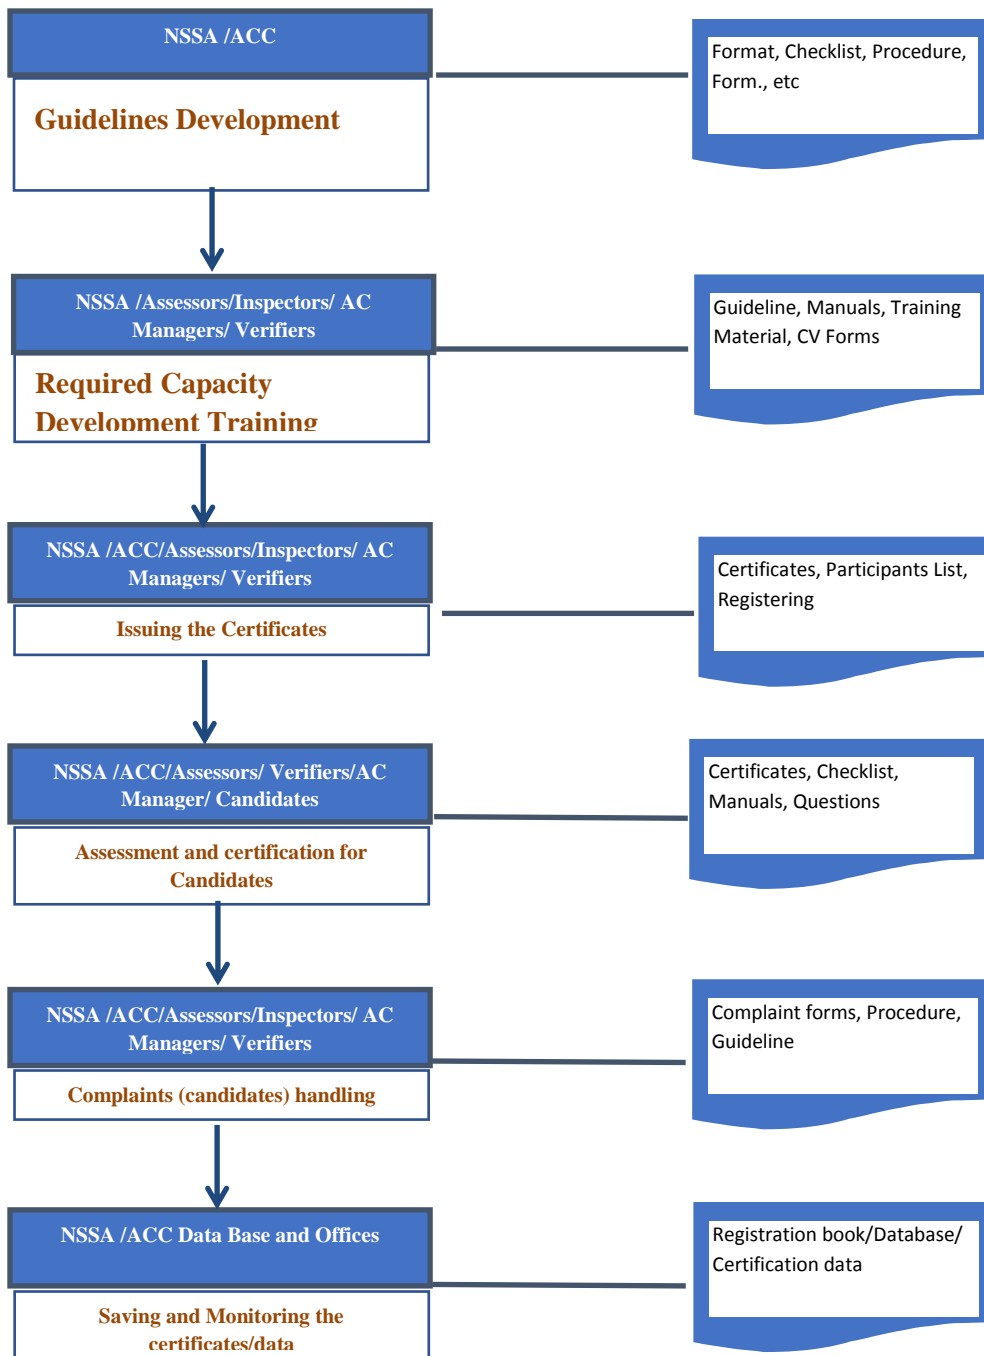 NSSA /ACC
Guidelines Development
Format, Checklist, Procedure,
Form., etc
NSSA /Assessors/Inspectors/ AC
Managers/ Verifiers
Required Capacity
Development Training
Guideline, Manuals, Training
Material, CV Forms
NSSA /ACC/Assessors/Inspectors/ AC
Managers/ Verifiers
Issuing the Certificates
Certificates, Participants List,
Registering
NSSA /ACC/Assessors/ Verifiers/AC
Manager/ Candidates
Assessment and certification for
Candidates
Certificates, Checklist,
Manuals, Questions
NSSA /ACC/Assessors/Inspectors/ AC
Managers/ Verifiers
Complaints (candidates) handling
Complaint forms, Procedure,
Guideline
NSSA /ACC Data Base and Offices
Saving and Monitoring the
certificates/data
Registration book/Database/
Certification data